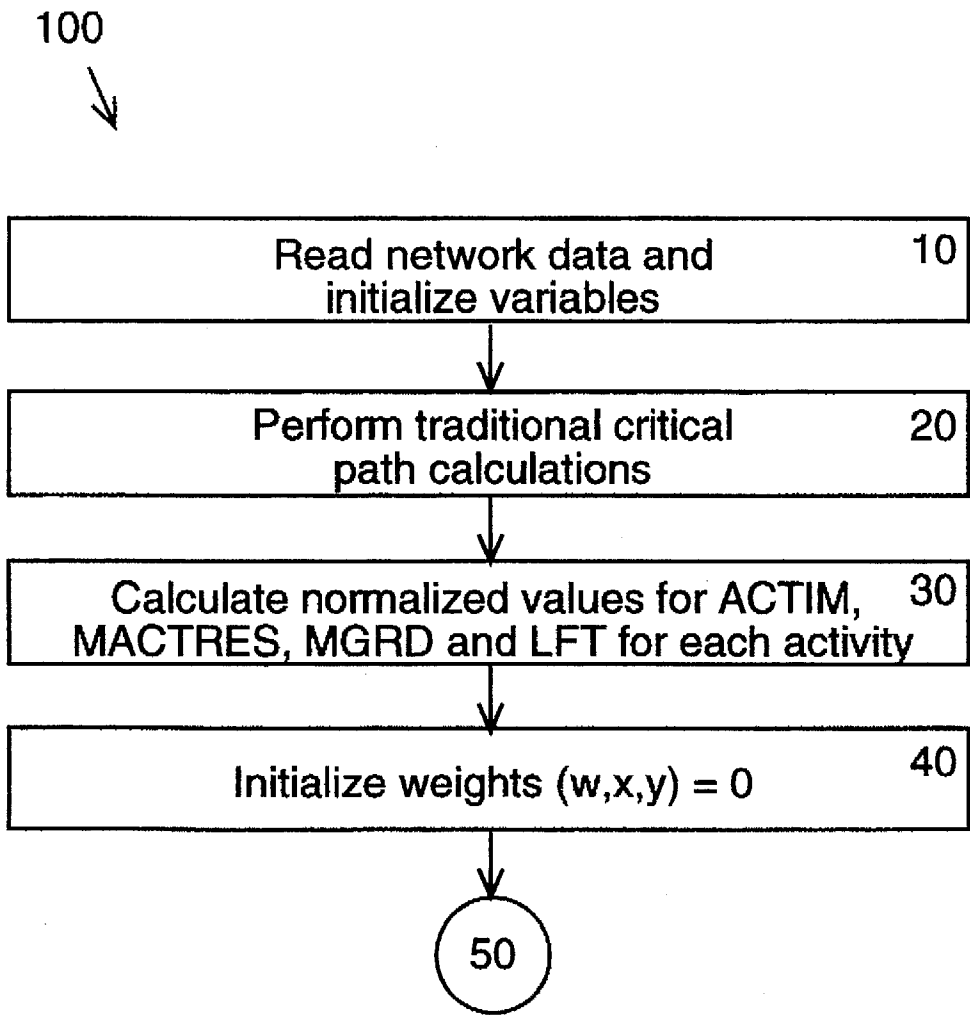 100
Read network data and 10
initialize variables
Perform traditional critical 20
path calculations
Calculate normalized values for ACTIM, 30
MACTRES, MGRD and LFT for each activity
Initialize weights (w,x,y) = 0 40
50